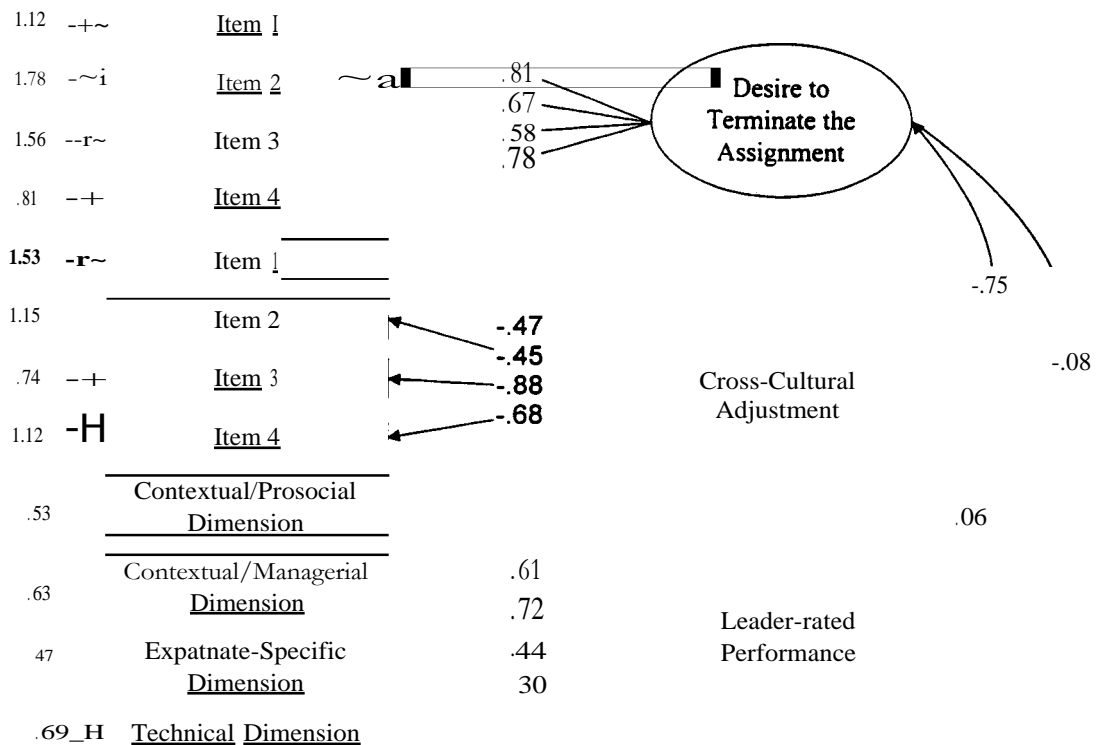 1.12 -+~ Item 1
1.78 -~i Item 2 ~a .81
.67
1.56 --r~ Item 3 .58
.78
Desire to
Terminate the
Assignment
.81 -+ Item 4
1.53 -r~ Item 1
-.75
1.15 Item 2 -.47
-.45
.74 -+ Item 3 -.88
-.68
Cross-Cultural
Adjustment
-.08
1.12 -H Item 4
Contextual/Prosocial
.53 Dimension .06
Contextual/Managerial .61
.63 Dimension .72
Leader-rated
Performance
47 Expatnate-Specific .44
Dimension 30
.69_H Technical Dimension